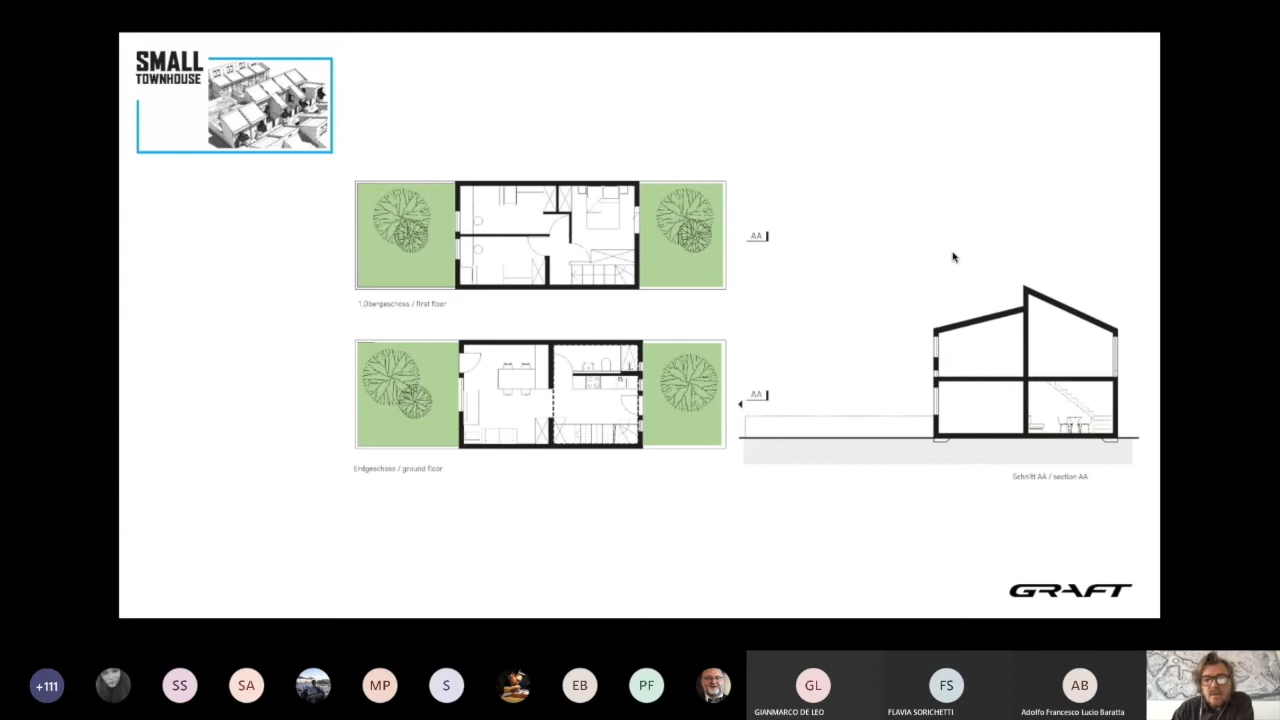 SMALL
TOWNHOUSE
AA
1.Obergeschoss / first floor
AA
Erdgeschoss / ground floor
Schnitt AA / section AA
GRAFT
+111
SS
SA
MP
S
EB
PF
GL
FS
AB
GIANMARCO DE LEO
FLAVIA SORICHETTI
Adolfo Francesco Lucio Baratta